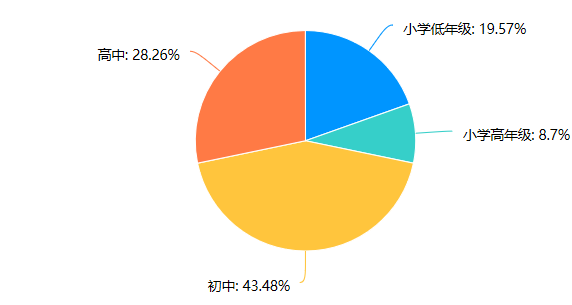 小学低年级: 19.57%
高中: 28.26%
小学高年级: 8.7%
初中: 43.48%